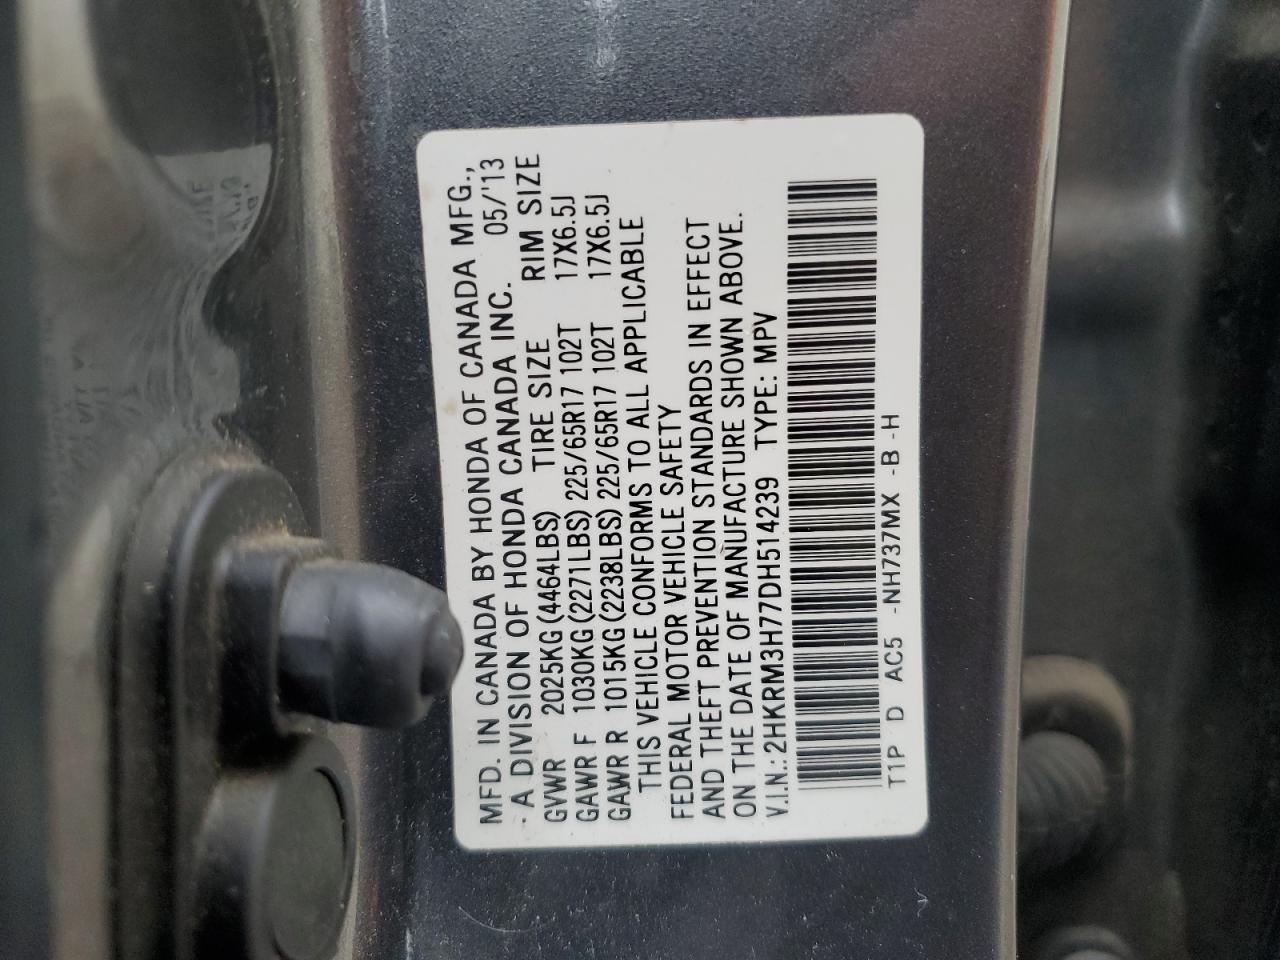 MFD. IN CANADA BY HONDA OF CANADA MFG.,
A DIVISION OF HONDA CANADA INC. 05/'13
GVWR 2025KG(4464LBS) TIRE SIZE RIM SIZE
GAWR F 1030KG(2271LBS) 225/65R17 102T 17X6.5J
GAWR R 1015KG(2238LBS) 225/65R17 102T 17X6.5J
THIS VEHICLE CONFORMS TO ALL APPLICABLE
FEDERAL MOTOR VEHICLE SAFETY
AND THEFT PREVENTION STANDARDS IN EFFECT
ON THE DATE OF MANUFACTURE SHOWN ABOVE.
V.I.N.:2HKRM3H77DH514239 TYPE: MPV
T1P D AC5 -NH737MX -B -H